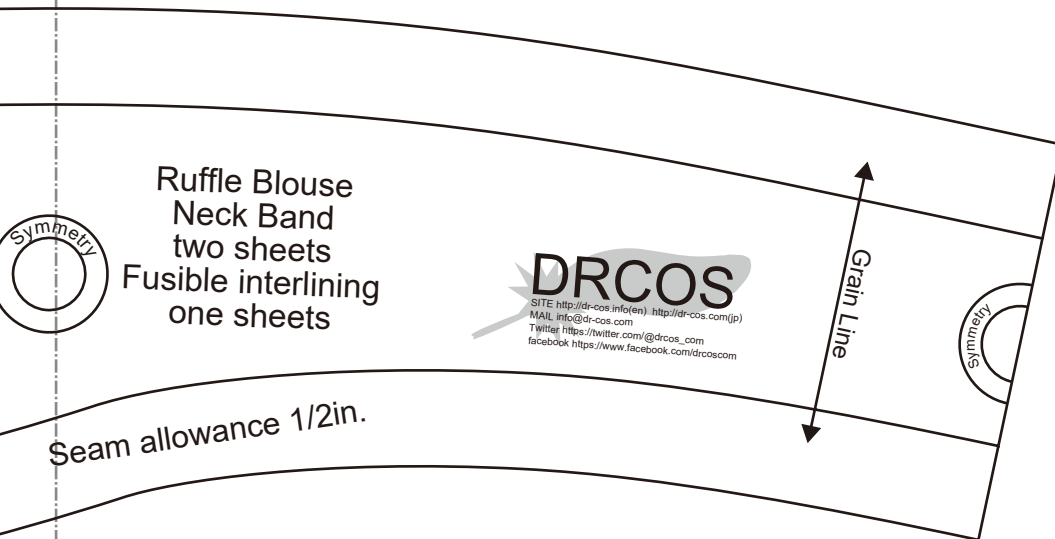 Ruffle Blouse
Neck Band
two sheets
Fusible interlining
one sheets
Symmetry
DRCOS
SITE http://dr-cos.info(en) http://dr-cos.com(jp)
MAIL info@dr-cos.com
Twitter https://twitter.com/@drcos_com
facebook https://www.facebook.com/drcoscom
Grain Line
Symmetry
Seam allowance 1/2in.